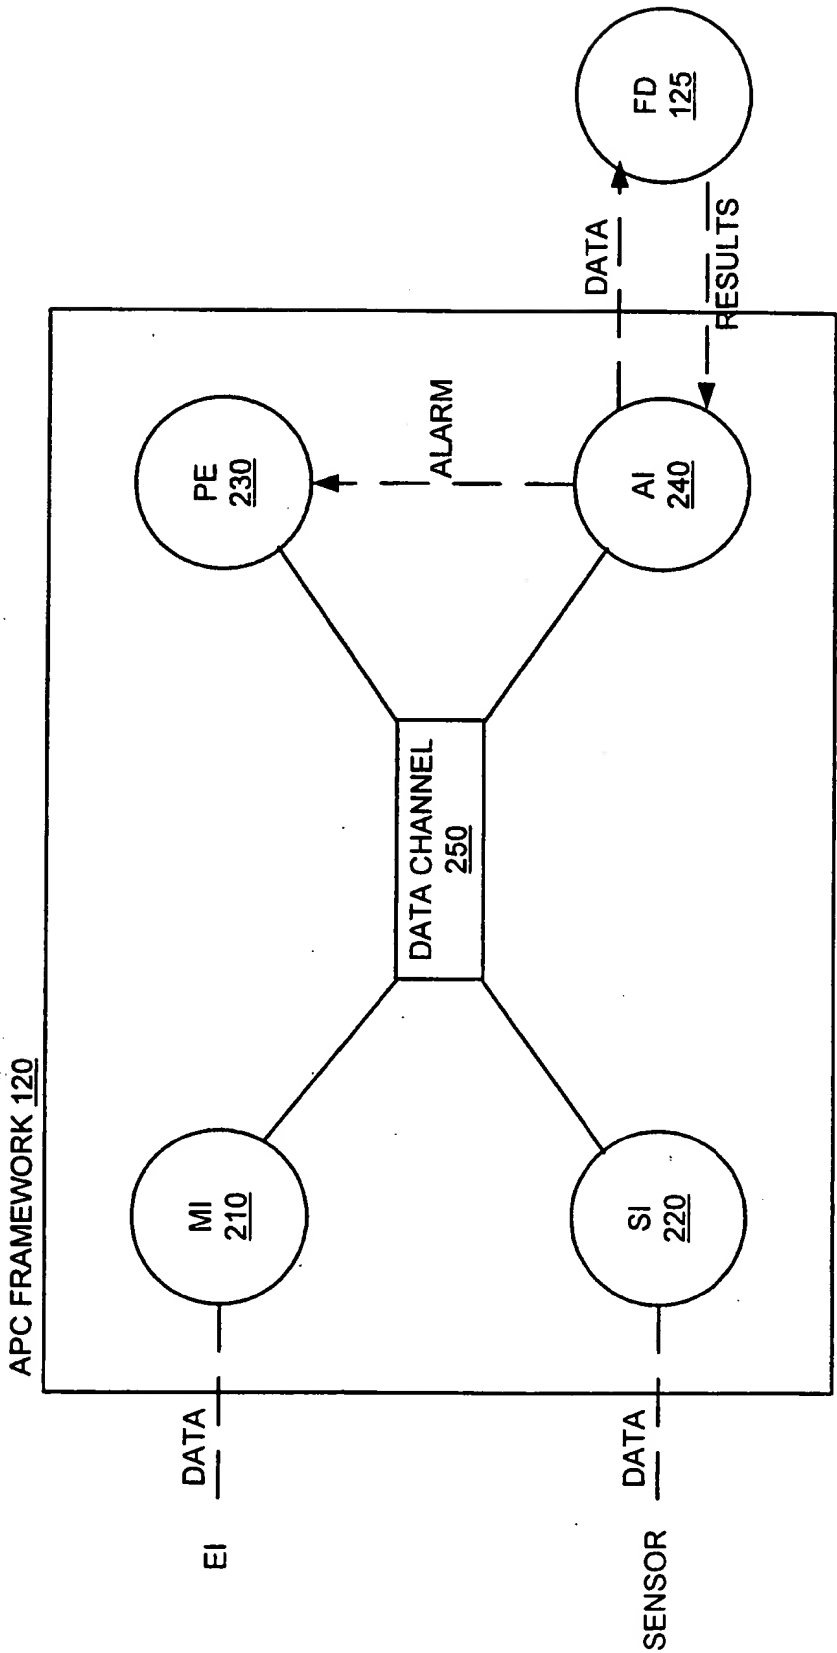 APC FRAMEWORK 120
EI
DATA
MI
210
PE
230
DATA CHANNEL
250
ALARM
SENSOR
DATA
SI
220
AI
240
DATA
RESULTS
FD
125